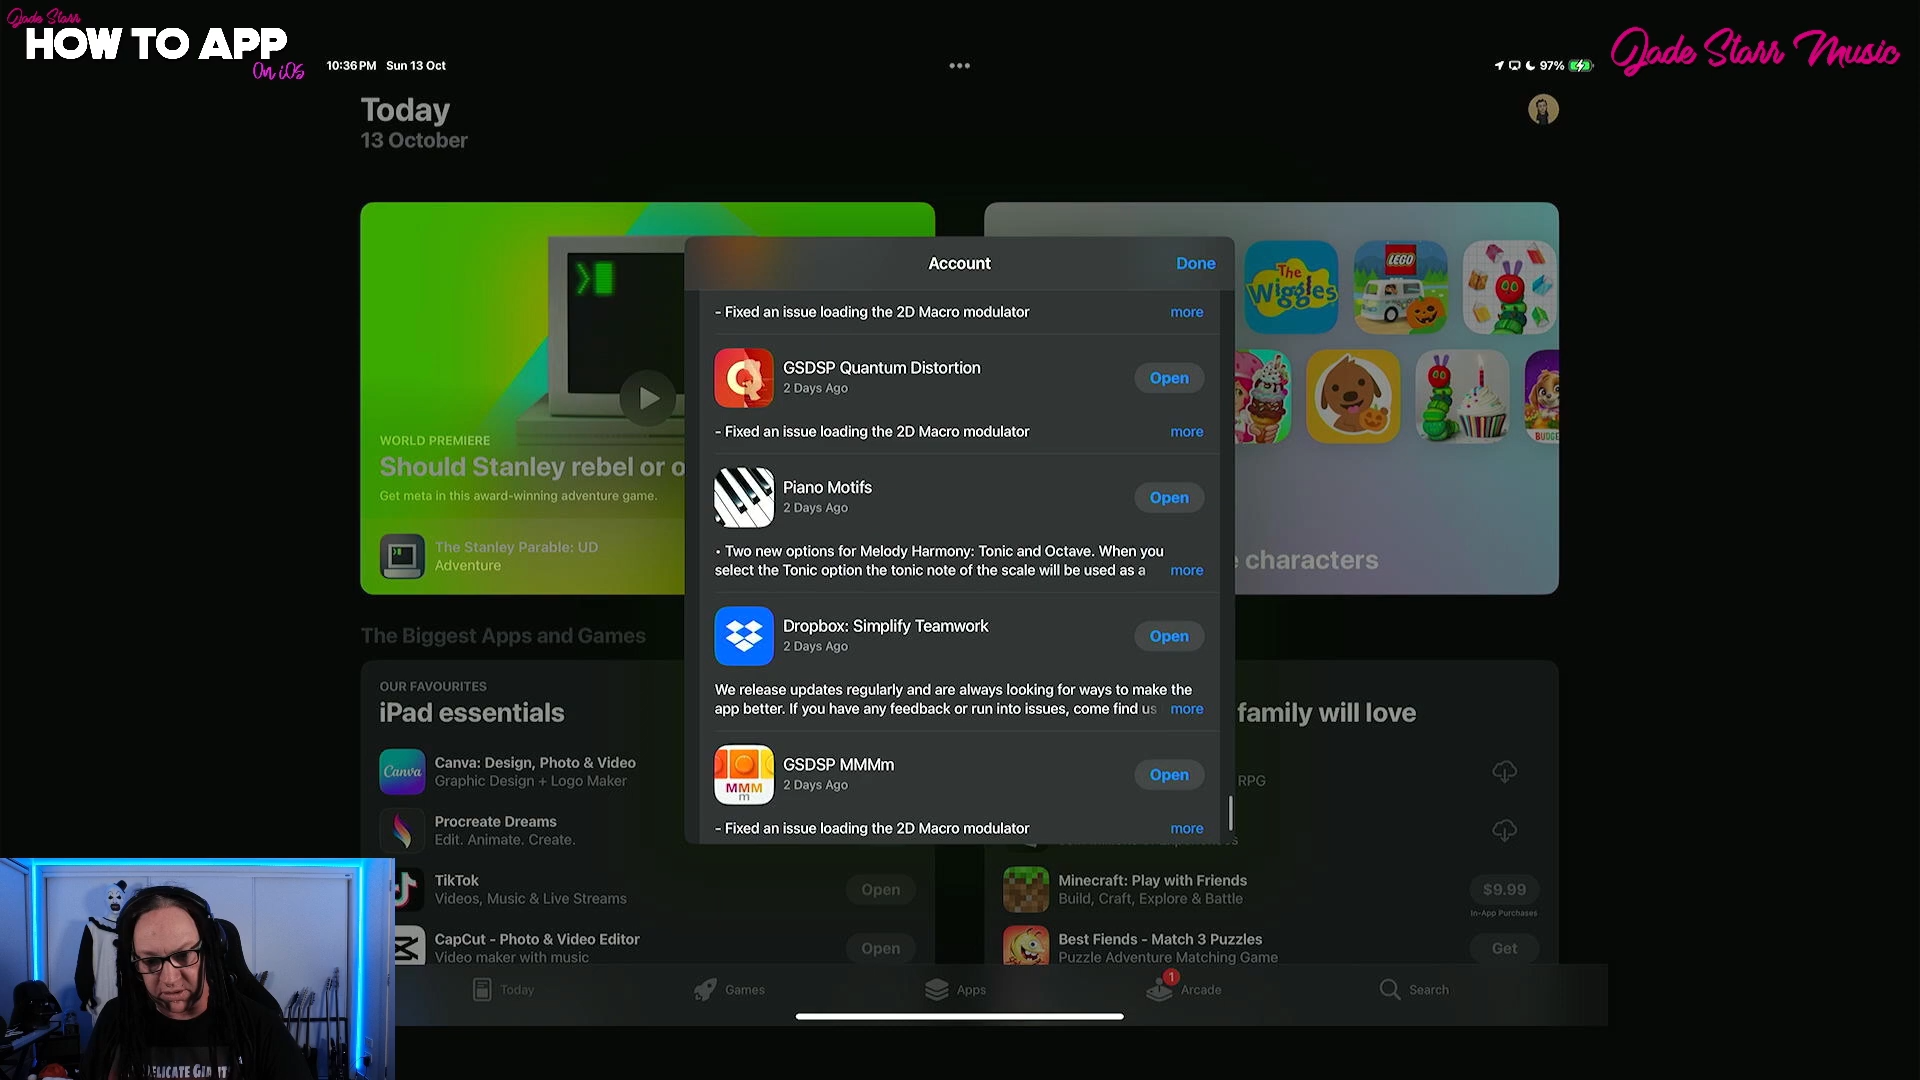 Jade Starr
HOW TO APP
On iOS
10:36 PM Sun 13 Oct
97%
Jade Starr Music
Today
13 October
Account
Done
- Fixed an issue loading the 2D Macro modulator
more
GSDSP Quantum Distortion
2 Days Ago
Open
- Fixed an issue loading the 2D Macro modulator
more
Piano Motifs
2 Days Ago
Open
• Two new options for Melody Harmony: Tonic and Octave. When you
select the Tonic option the tonic note of the scale will be used as a
more
Dropbox: Simplify Teamwork
2 Days Ago
Open
We release updates regularly and are always looking for ways to make the
app better. If you have any feedback or run into issues, come find us
more
GSDSP MMMm
2 Days Ago
Open
MMM
m
- Fixed an issue loading the 2D Macro modulator
more
WORLD PREMIERE
Should Stanley rebel or o
Get meta in this award-winning adventure game.
The Stanley Parable: UD
Adventure
The Wiggles
LEGO
BUDGE
characters
The Biggest Apps and Games
OUR FAVOURITES
iPad essentials
Canva
Canva: Design, Photo & Video
Graphic Design + Logo Maker
Procreate Dreams
Edit. Animate. Create.
TikTok
Videos, Music & Live Streams
Open
CapCut - Photo & Video Editor
Video maker with music
Open
family will love
RPG
Minecraft: Play with Friends
Build, Craft, Explore & Battle
$9.99
In-App Purchases
Best Fiends - Match 3 Puzzles
Puzzle Adventure Matching Game
Get
Today
Games
Apps
1
Arcade
Search